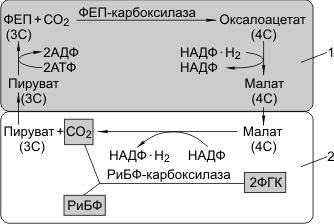 ФЕП-карбоксилаза
ФЕП + CO₂
(3С)
Оксалоацетат
(4С)
2АДФ
2АТФ
НАДФ·Н₂
НАДФ
1
Пируват
(3С)
Малат
(4С)
Пируват + CO₂
(3С)
Малат
(4С)
НАДФ·Н₂
НАДФ
2
РиБФ-карбоксилаза
2ФГК
РиБФ